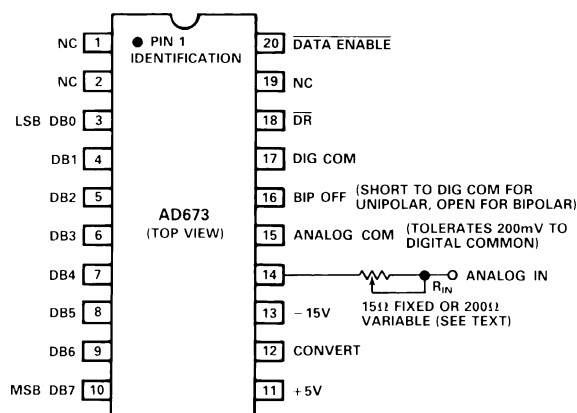 NC 1
● PIN 1
IDENTIFICATION
20 DATA ENABLE
NC 2
19 NC
LSB DB0 3
18 DR
DB1 4
17 DIG COM
DB2 5
16 BIP OFF (SHORT TO DIG COM FOR
UNIPOLAR, OPEN FOR BIPOLAR)
AD673
(TOP VIEW)
DB3 6
15 ANALOG COM (TOLERATES 200mV TO
DIGITAL COMMON)
DB4 7
14
ANALOG IN
RIN
15Ω FIXED OR 200Ω
VARIABLE (SEE TEXT)
DB5 8
13 −15V
DB6 9
12 CONVERT
MSB DB7 10
11 +5V